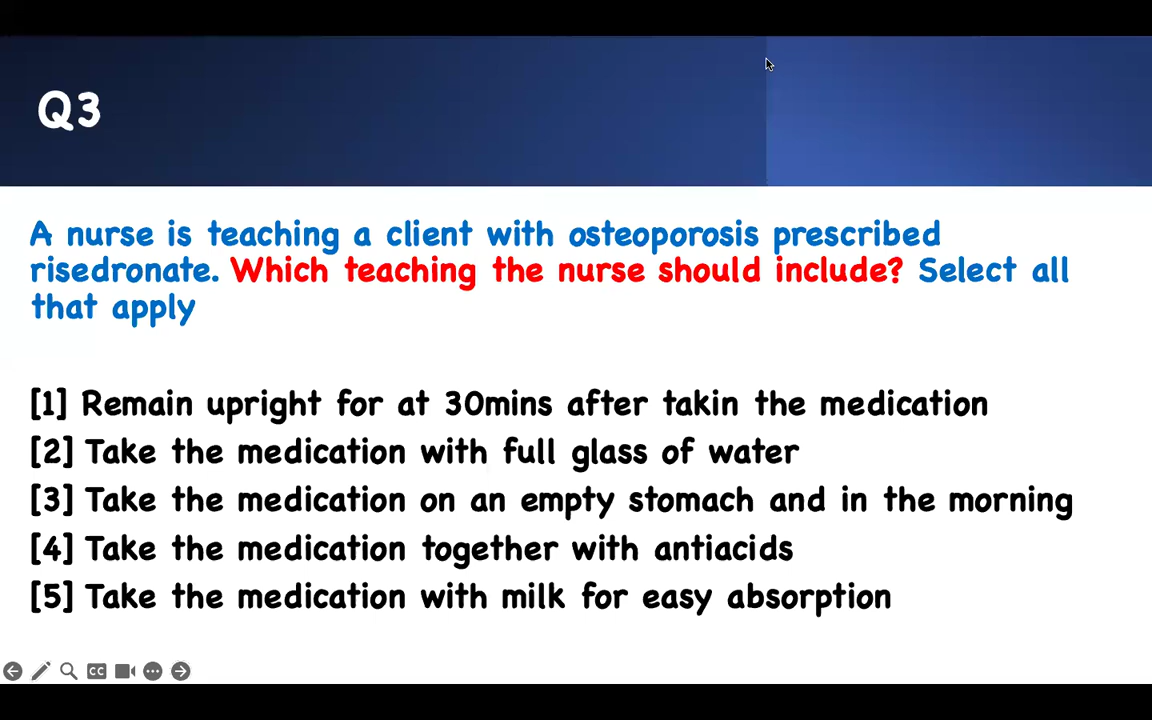 Q3
A nurse is teaching a client with osteoporosis prescribed
risedronate. Which teaching the nurse should include? Select all
that apply
[1] Remain upright for at 30mins after takin the medication
[2] Take the medication with full glass of water
[3] Take the medication on an empty stomach and in the morning
[4] Take the medication together with antiacids
[5] Take the medication with milk for easy absorption
CC